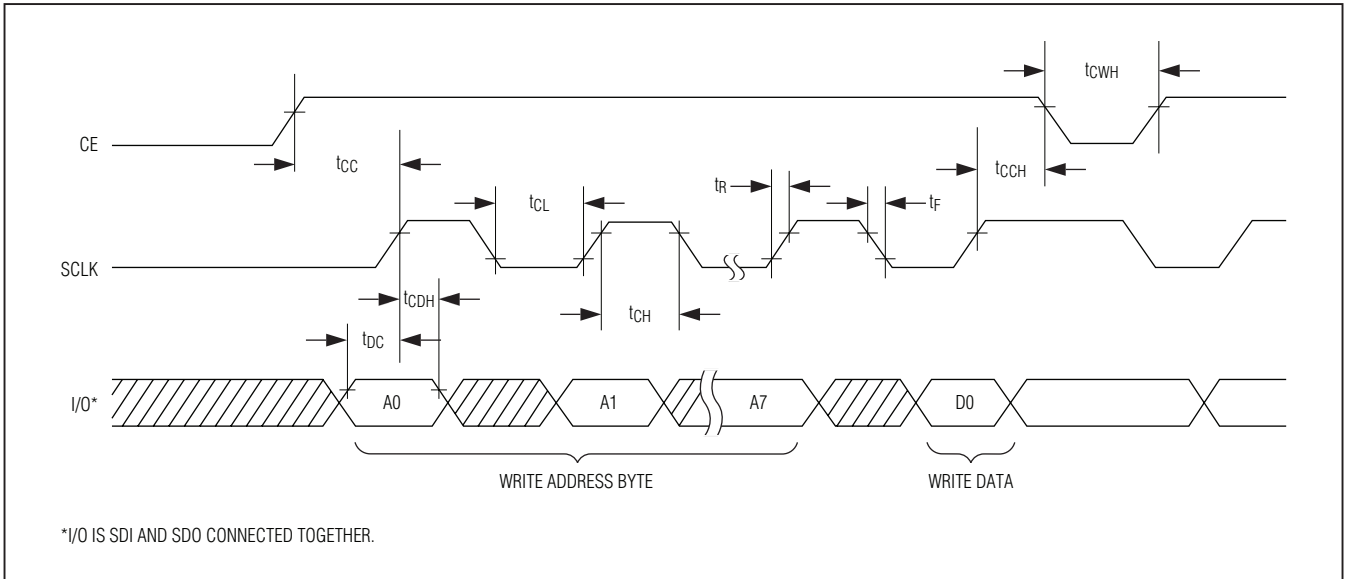 tCWH
CE
tCC
tCCH
tR
tF
tCL
SCLK
tCDH
tCH
tDC
I/O*
A0
A1
A7
D0
WRITE ADDRESS BYTE
WRITE DATA
*I/O IS SDI AND SDO CONNECTED TOGETHER.